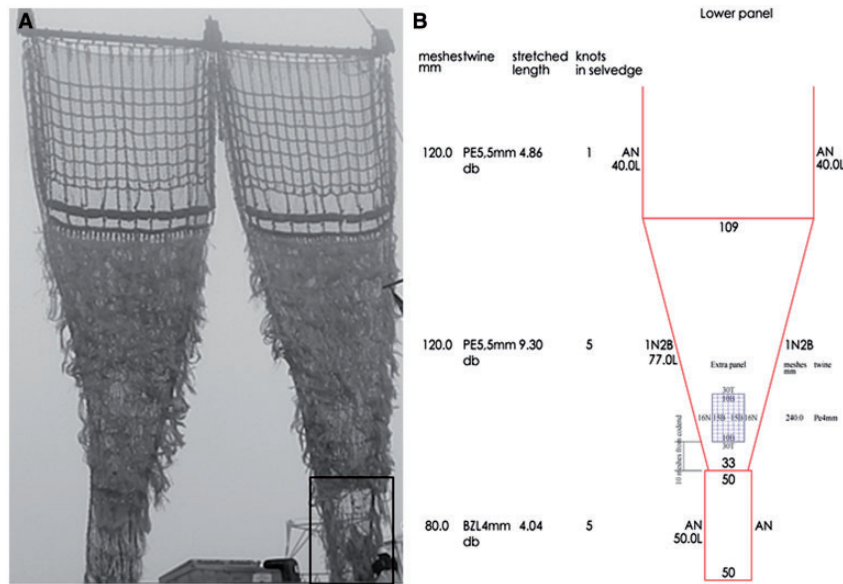 A
B
Lower panel
meshes twine stretched knots
mm length in selvedge
120.0 PE5,5mm 4.86 1
db
AN
40.0L
AN
40.0L
109
120.0 PE5,5mm 9.30 5
db
1N2B
77.0L
1N2B
Extra panel
meshes twine
mm
30T
10B
16N 15B 15B 16N
240.0 Pe4mm
10B
30T
10 meshes from codend
33
50
80.0 BZL4mm 4.04 5
db
AN
50.0L
AN
50